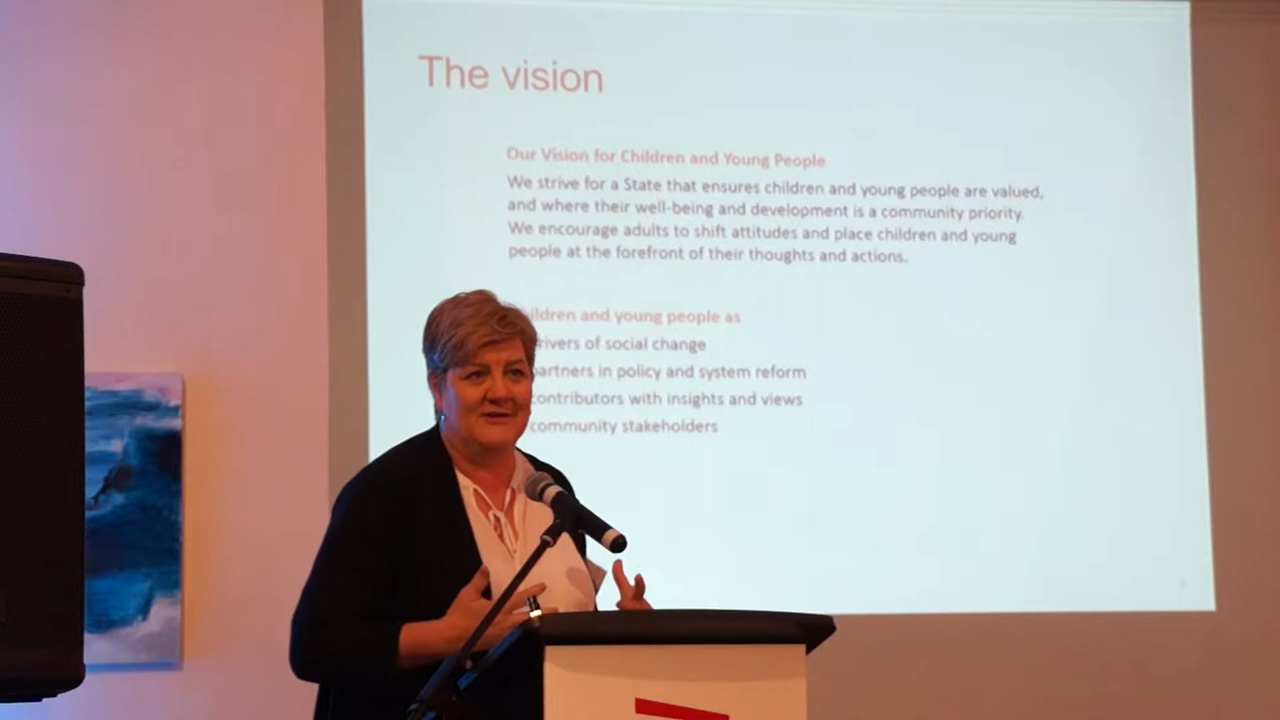 The vision
Our Vision for Children and Young People
We strive for a State that ensures children and young people are valued,
and where their well-being and development is a community priority.
We encourage adults to shift attitudes and place children and young
people at the forefront of their thoughts and actions.
ildren and young people as
rivers of social change
partners in policy and system reform
contributors with insights and views
community stakeholders